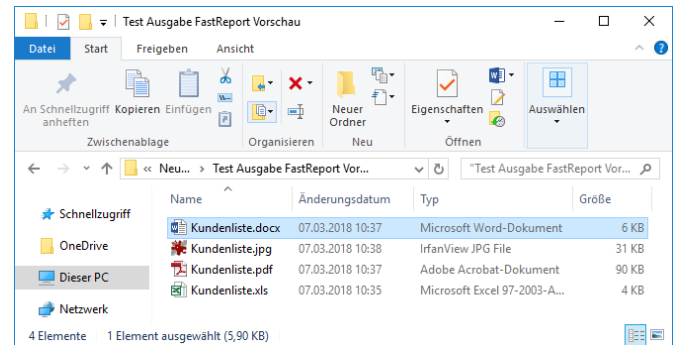 Test Ausgabe FastReport Vorschau
Datei Start Freigeben Ansicht
An Schnellzugriff anheften Kopieren Einfügen Neuer Ordner Eigenschaften Auswählen
Zwischenablage Organisieren Neu Öffnen
« Neu... › Test Ausgabe FastReport Vor... "Test Ausgabe FastReport Vor...
Name Änderungsdatum Typ Größe
Schnellzugriff
OneDrive
Dieser PC
Netzwerk
Kundenliste.docx 07.03.2018 10:37 Microsoft Word-Dokument 6 KB
Kundenliste.jpg 07.03.2018 10:38 IrfanView JPG File 31 KB
Kundenliste.pdf 07.03.2018 10:37 Adobe Acrobat-Dokument 90 KB
Kundenliste.xls 07.03.2018 10:35 Microsoft Excel 97-2003-A... 4 KB
4 Elemente 1 Element ausgewählt (5,90 KB)